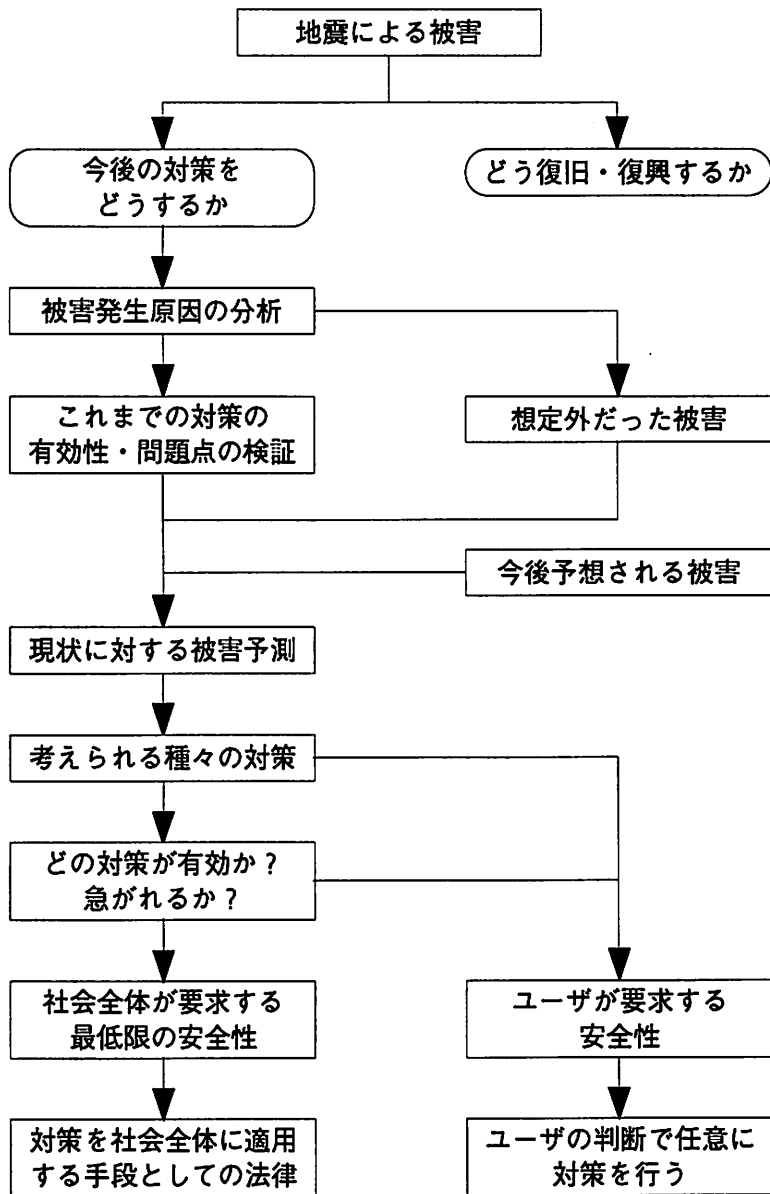 地震による被害
今後の対策を
どうするか
どう復旧・復興するか
被害発生原因の分析
これまでの対策の
有効性・問題点の検証
想定外だった被害
今後予想される被害
現状に対する被害予測
考えられる種々の対策
どの対策が有効か？
急がれるか？
社会全体が要求する
最低限の安全性
ユーザが要求する
安全性
対策を社会全体に適用
する手段としての法律
ユーザの判断で任意に
対策を行う